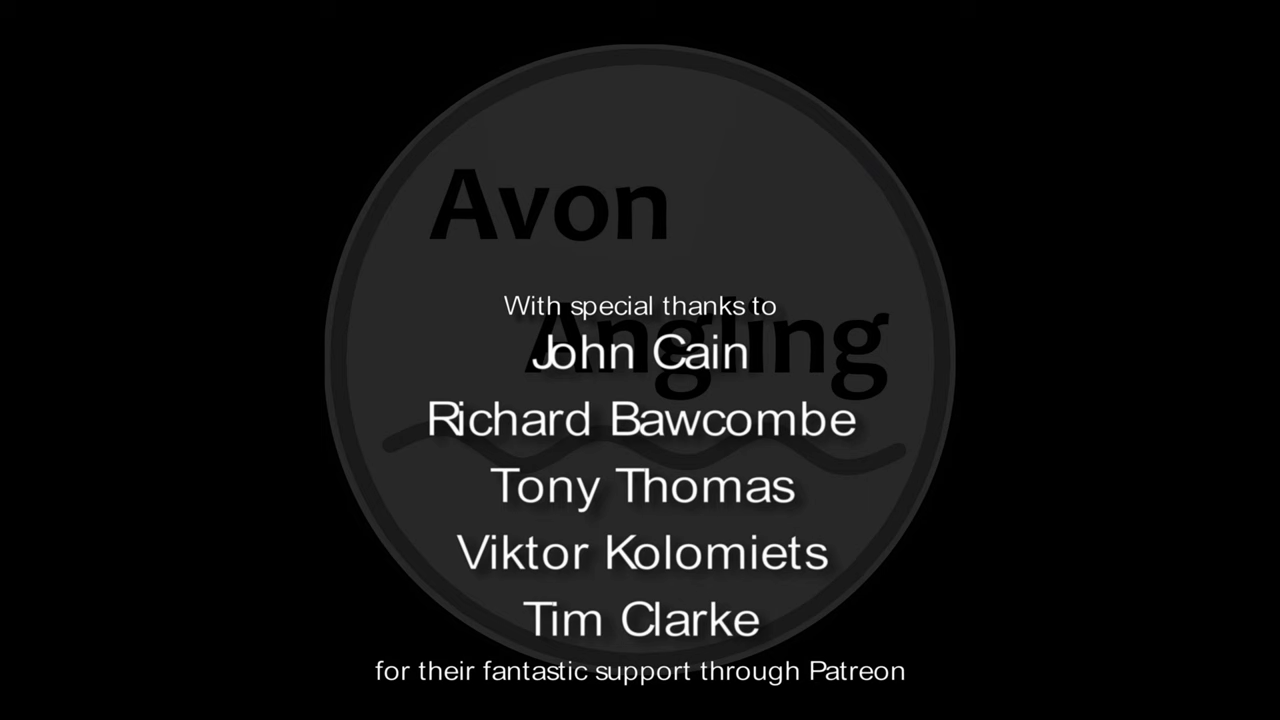 Avon
Angling
With special thanks to
John Cain
Richard Bawcombe
Tony Thomas
Viktor Kolomiets
Tim Clarke
for their fantastic support through Patreon